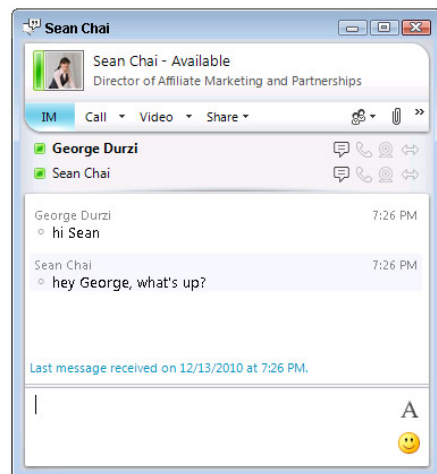 Sean Chai
Sean Chai - Available
Director of Affiliate Marketing and Partnerships
IM Call Video Share »
George Durzi
Sean Chai
George Durzi 7:26 PM
hi Sean
Sean Chai 7:26 PM
hey George, what's up?
Last message received on 12/13/2010 at 7:26 PM.
A